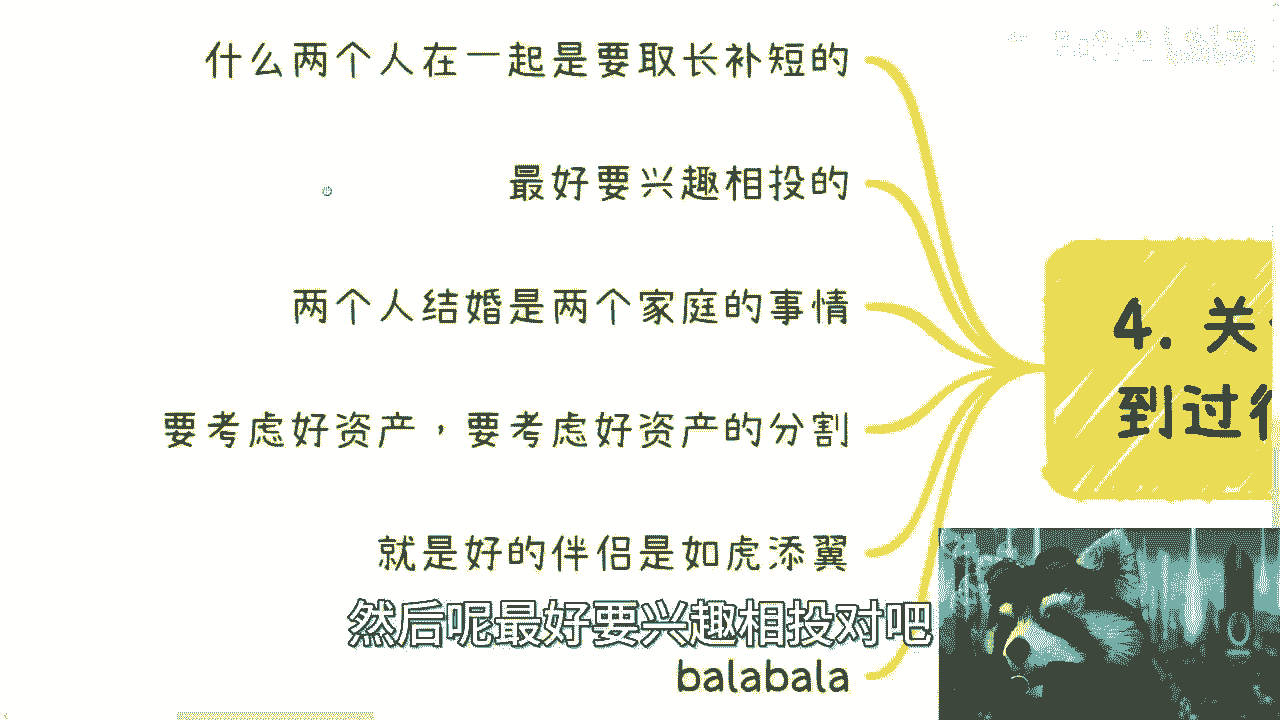 什么两个人在一起是要取长补短的
最好要兴趣相投的
两个人结婚是两个家庭的事情
要考虑好资产，要考虑好资产的分割
就是好的伴侣是如虎添翼
balabala
4. 关
到过往
然后呢最好要兴趣相投对吧